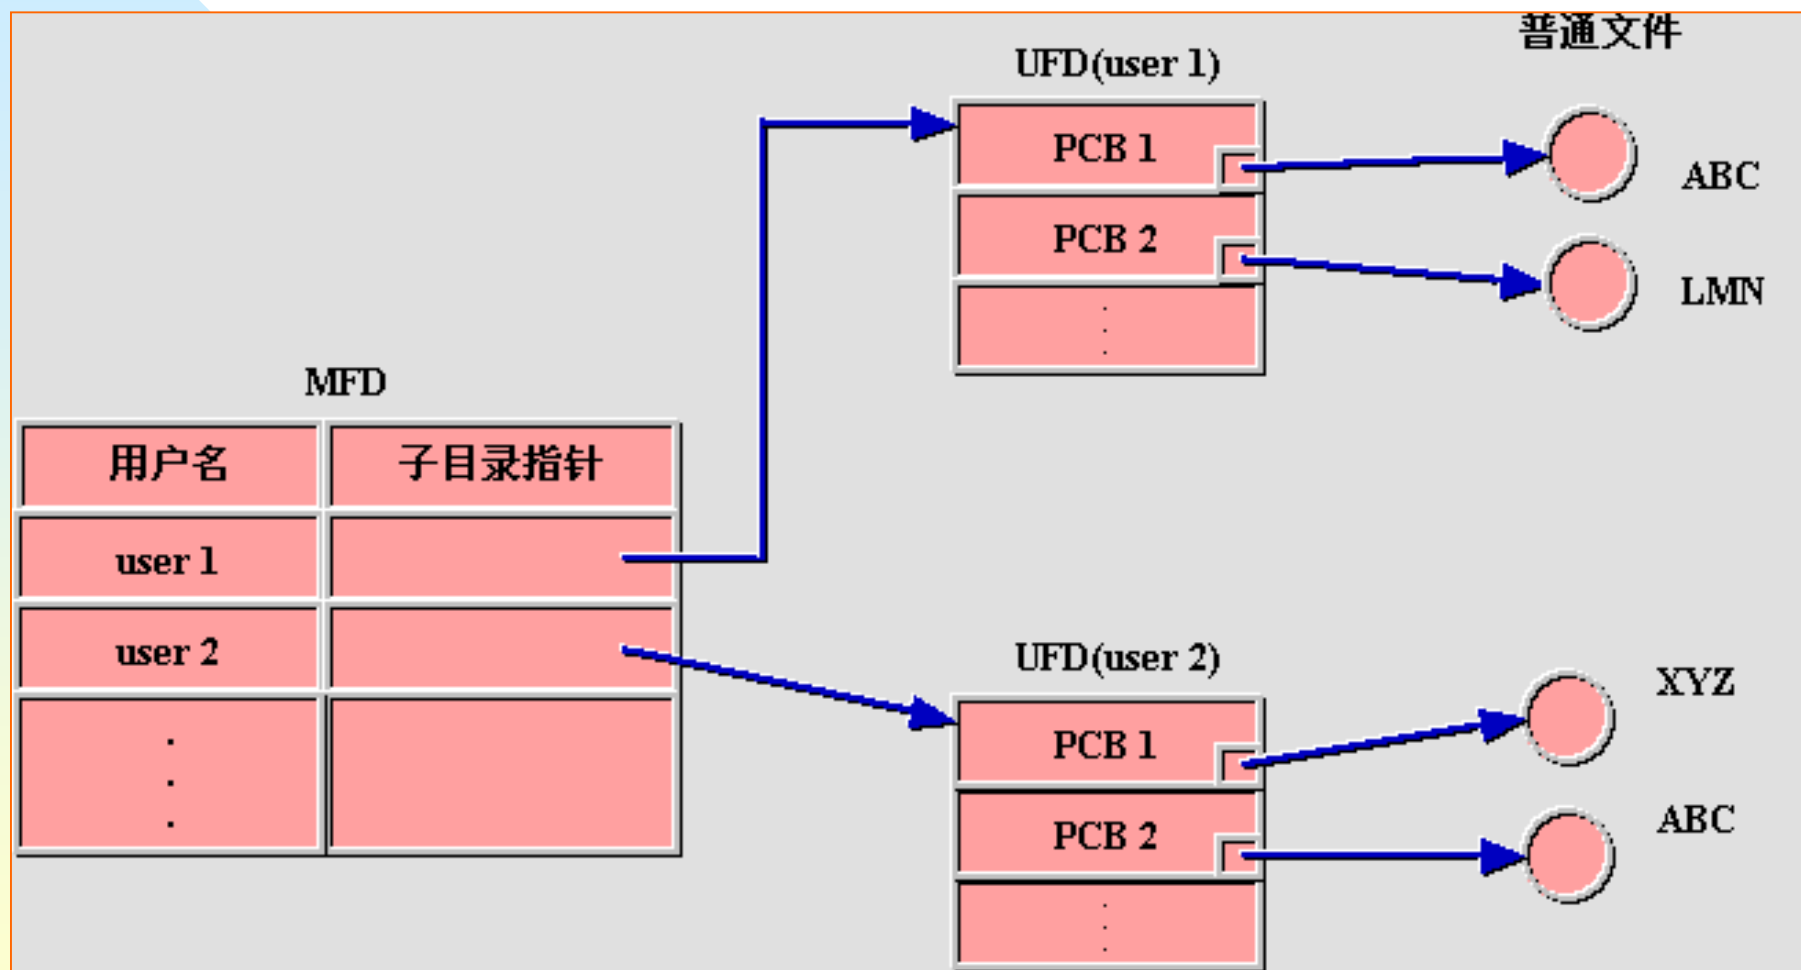 普通文件
UFD(user 1)
PCB 1
ABC
PCB 2
LMN
MFD
用户名 子目录指针
user 1
user 2
UFD(user 2)
PCB 1
XYZ
PCB 2
ABC